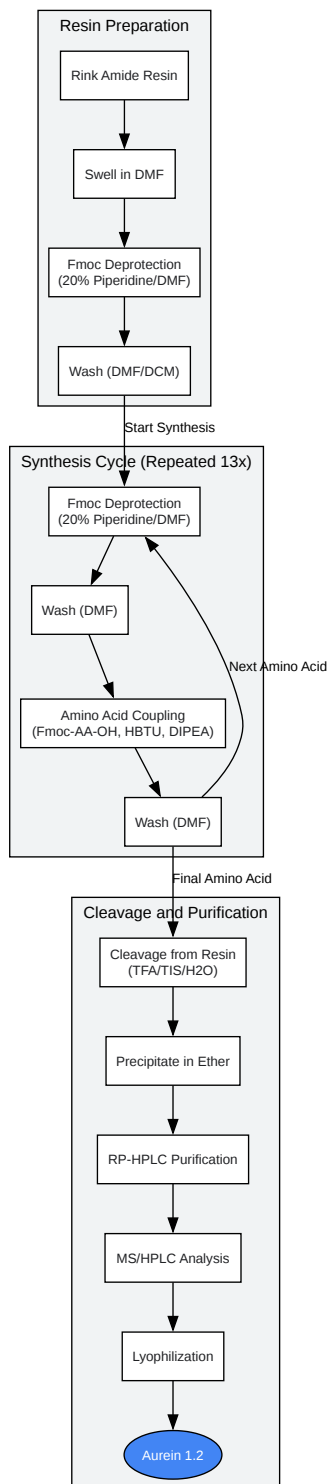 Resin Preparation
Rink Amide Resin
Swell in DMF
Fmoc Deprotection
(20% Piperidine/DMF)
Wash (DMF/DCM)
Start Synthesis
Synthesis Cycle (Repeated 13x)
Fmoc Deprotection
(20% Piperidine/DMF)
Wash (DMF)
Next Amino Acid
Amino Acid Coupling
(Fmoc-AA-OH, HBTU, DIPEA)
Wash (DMF)
Final Amino Acid
Cleavage and Purification
Cleavage from Resin
(TFA/TIS/H2O)
Precipitate in Ether
RP-HPLC Purification
MS/HPLC Analysis
Lyophilization
Aurein 1.2